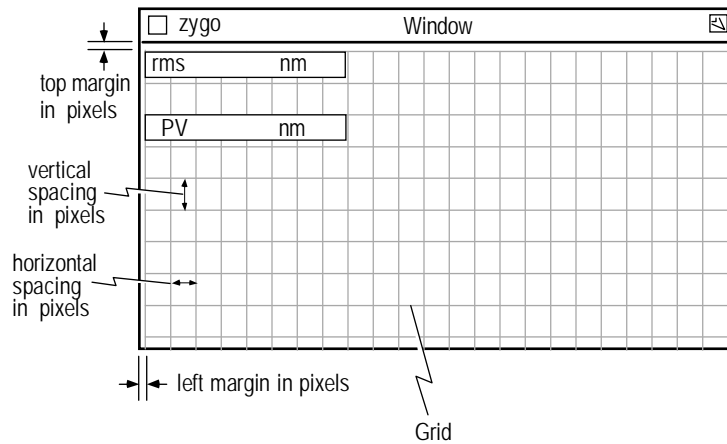 zygo
Window
top margin
in pixels
rms nm
PV nm
vertical
spacing
in pixels
horizontal
spacing
in pixels
left margin in pixels
Grid